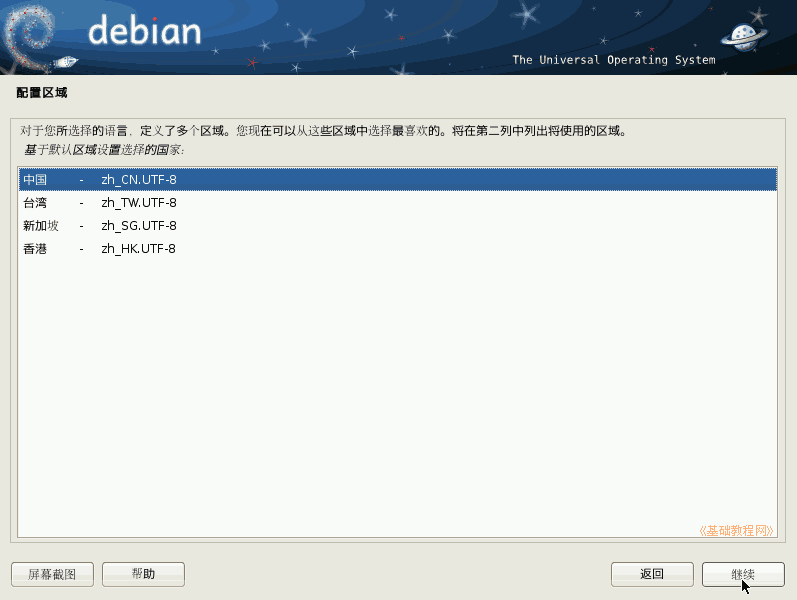 debian
The Universal Operating System
配置区域
对于您所选择的语言，定义了多个区域。您现在可以从这些区域中选择最喜欢的。将在第二列中列出将使用的区域。
基于默认区域设置选择的国家：
中国 - zh_CN.UTF-8
台湾 - zh_TW.UTF-8
新加坡 - zh_SG.UTF-8
香港 - zh_HK.UTF-8
《基础教程网》
屏幕截图 帮助 返回 继续